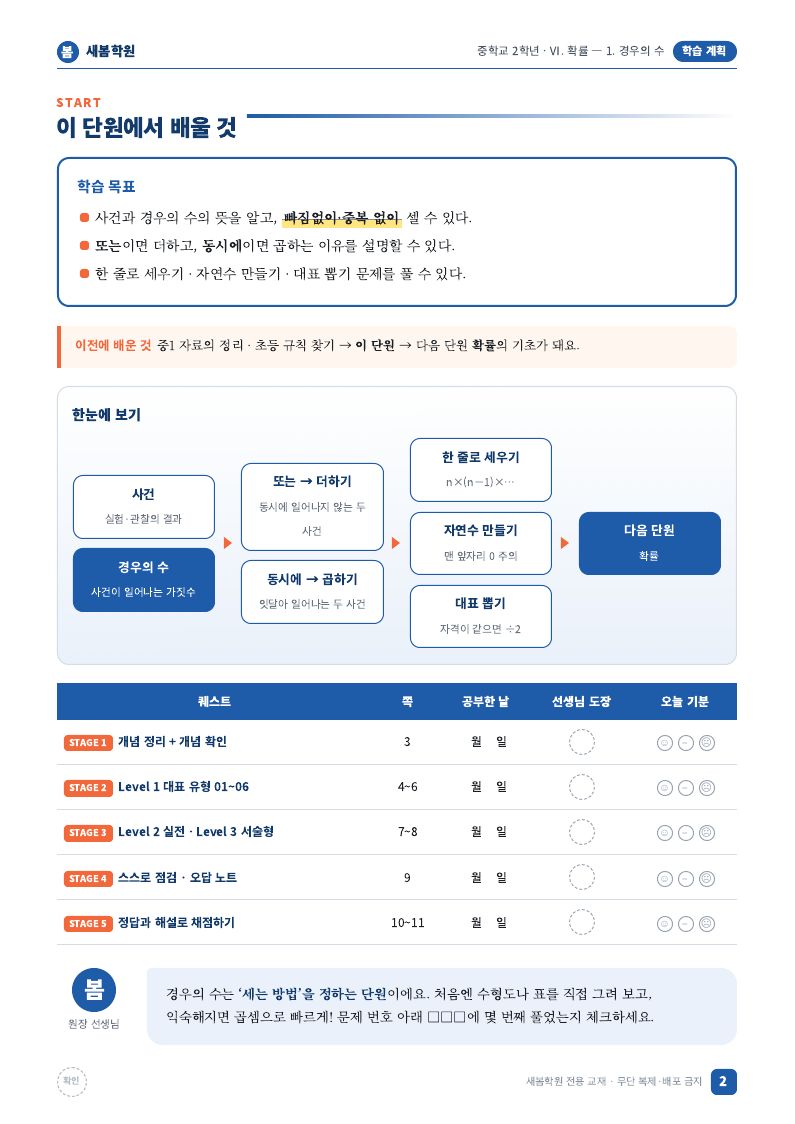 봄 새봄학원
중학교 2학년 · Ⅵ. 확률 — 1. 경우의 수 학습 계획
START
이 단원에서 배울 것
학습 목표
사건과 경우의 수의 뜻을 알고, 빠짐없이·중복 없이 셀 수 있다.
또는이면 더하고, 동시에이면 곱하는 이유를 설명할 수 있다.
한 줄로 세우기 · 자연수 만들기 · 대표 뽑기 문제를 풀 수 있다.
이전에 배운 것 중1 자료의 정리 · 초등 규칙 찾기 → 이 단원 → 다음 단원 확률의 기초가 돼요.
한눈에 보기
사건
실험·관찰의 결과
경우의 수
사건이 일어나는 가짓수
또는 → 더하기
동시에 일어나지 않는 두
사건
동시에 → 곱하기
잇달아 일어나는 두 사건
한 줄로 세우기
n×(n−1)×⋯
자연수 만들기
맨 앞자리 0 주의
대표 뽑기
자격이 같으면 ÷2
다음 단원
확률
퀘스트 쪽 공부한 날 선생님 도장 오늘 기분
STAGE 1 개념 정리 + 개념 확인 3 월 일
STAGE 2 Level 1 대표 유형 01~06 4~6 월 일
STAGE 3 Level 2 실전 · Level 3 서술형 7~8 월 일
STAGE 4 스스로 점검 · 오답 노트 9 월 일
STAGE 5 정답과 해설로 채점하기 10~11 월 일
봄
원장 선생님
경우의 수는 ‘세는 방법’을 정하는 단원이에요. 처음엔 수형도나 표를 직접 그려 보고,
익숙해지면 곱셈으로 빠르게! 문제 번호 아래 □□□에 몇 번째 풀었는지 체크하세요.
확인
새봄학원 전용 교재 · 무단 복제·배포 금지 2